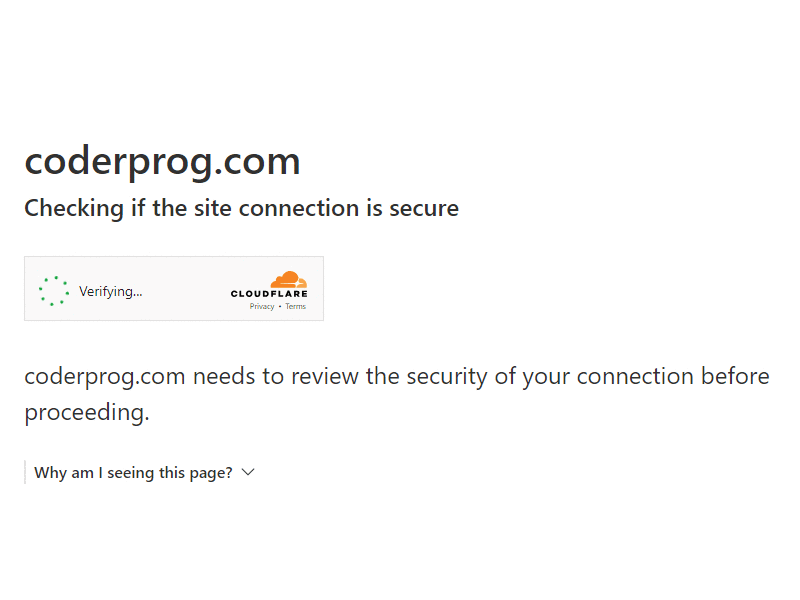 coderprog.com
Checking if the site connection is secure
Verifying...
CLOUDFLARE
Privacy • Terms
coderprog.com needs to review the security of your connection before
proceeding.
Why am I seeing this page?